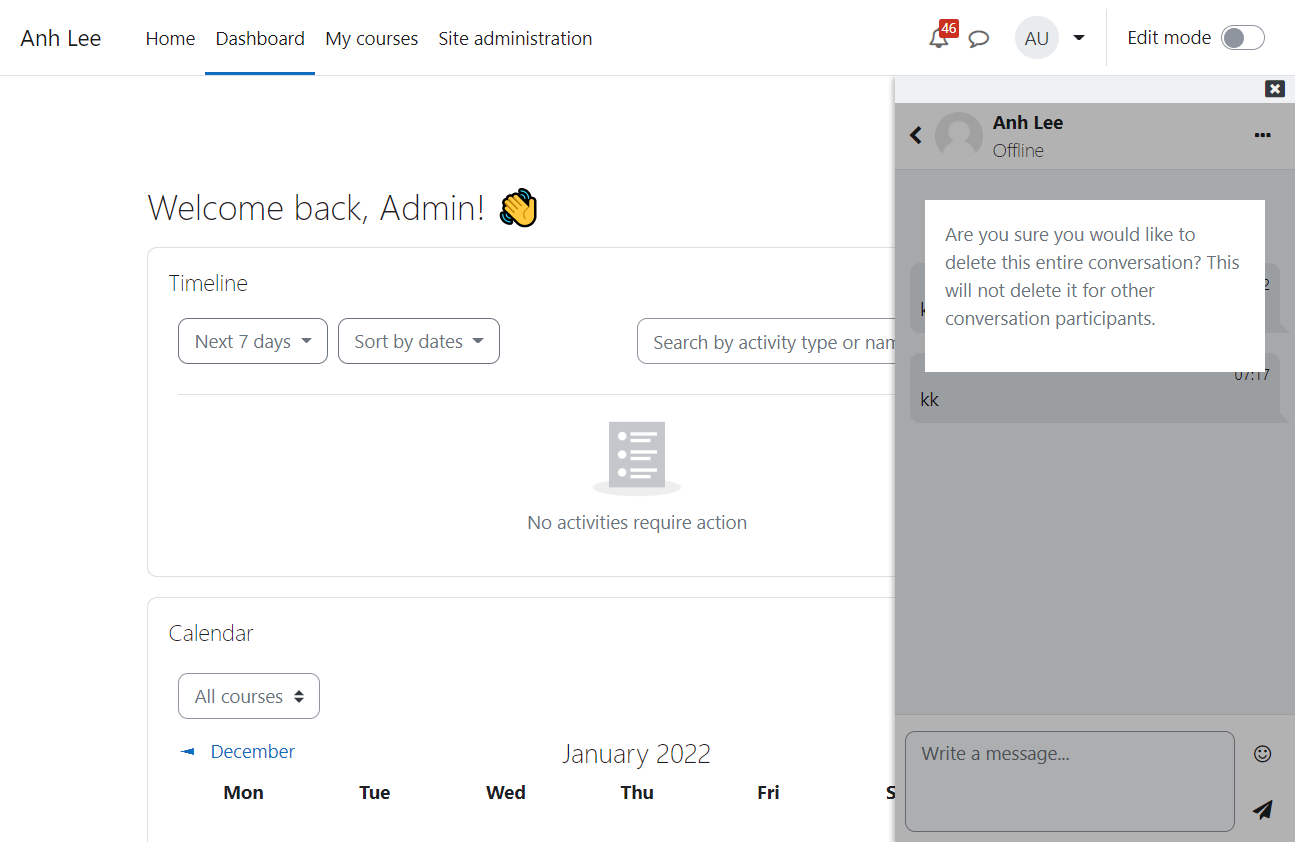 Anh Lee
Home
Dashboard
My courses
Site administration
46
AU
Edit mode
Anh Lee
Offline
Welcome back, Admin! 👋
Timeline
Next 7 days
Sort by dates
Search by activity type or nam
No activities require action
Are you sure you would like to
delete this entire conversation? This
will not delete it for other
conversation participants.
07:17
kk
Calendar
All courses
December
January 2022
Mon
Tue
Wed
Thu
Fri
Write a message...